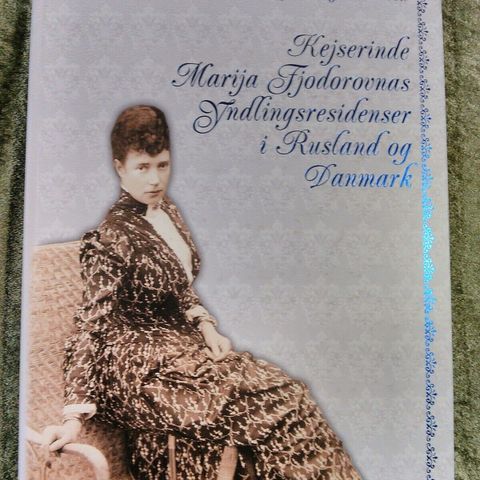 Kejserinde
Marija Fjodorovnas
Yndlingsresidenser
i Rusland og
Danmark